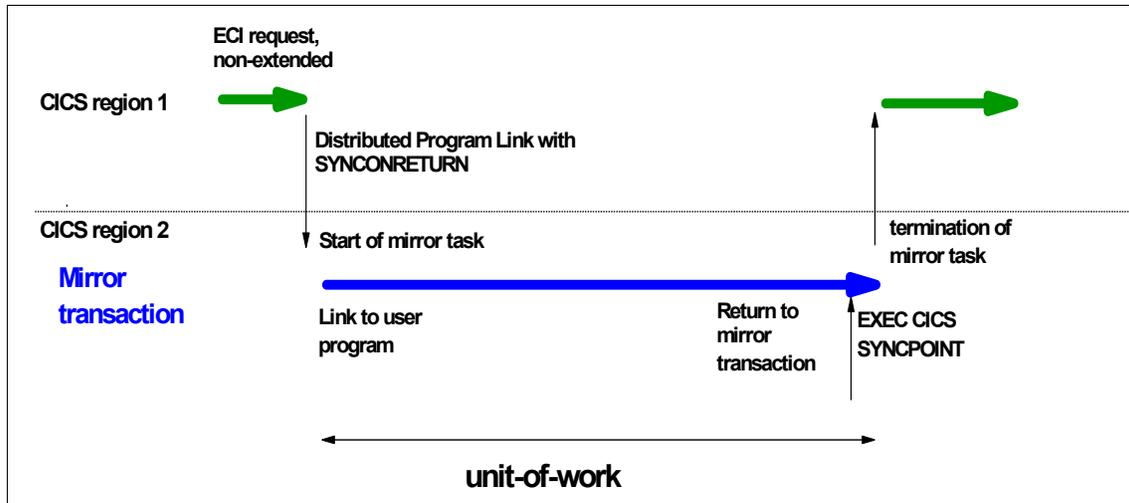 ECI request,
non-extended
CICS region 1
Distributed Program Link with
SYNCONRETURN
CICS region 2
Start of mirror task
termination of
mirror task
Mirror
transaction
Link to user
program
Return to
mirror
transaction
EXEC CICS
SYNCPOINT
unit-of-work